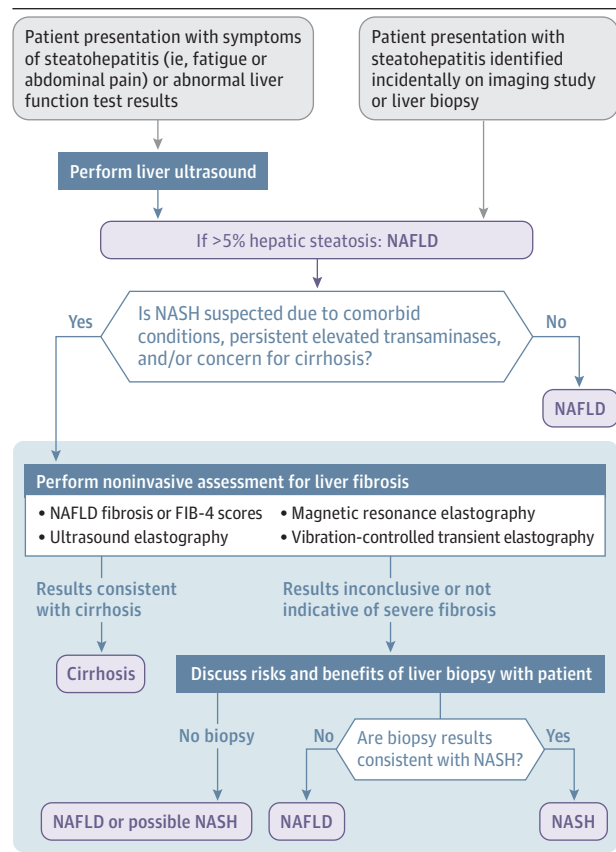 Patient presentation with symptoms
of steatohepatitis (ie, fatigue or
abdominal pain) or abnormal liver
function test results
Patient presentation with
steatohepatitis identified
incidentally on imaging study
or liver biopsy
Perform liver ultrasound
If >5% hepatic steatosis: NAFLD
Is NASH suspected due to comorbid
conditions, persistent elevated transaminases,
and/or concern for cirrhosis?
Yes
No
NAFLD
Perform noninvasive assessment for liver fibrosis
• NAFLD fibrosis or FIB-4 scores
• Ultrasound elastography
• Magnetic resonance elastography
• Vibration-controlled transient elastography
Results consistent
with cirrhosis
Results inconclusive or not
indicative of severe fibrosis
Cirrhosis
Discuss risks and benefits of liver biopsy with patient
No biopsy
No
Are biopsy results
consistent with NASH?
Yes
NAFLD or possible NASH
NAFLD
NASH